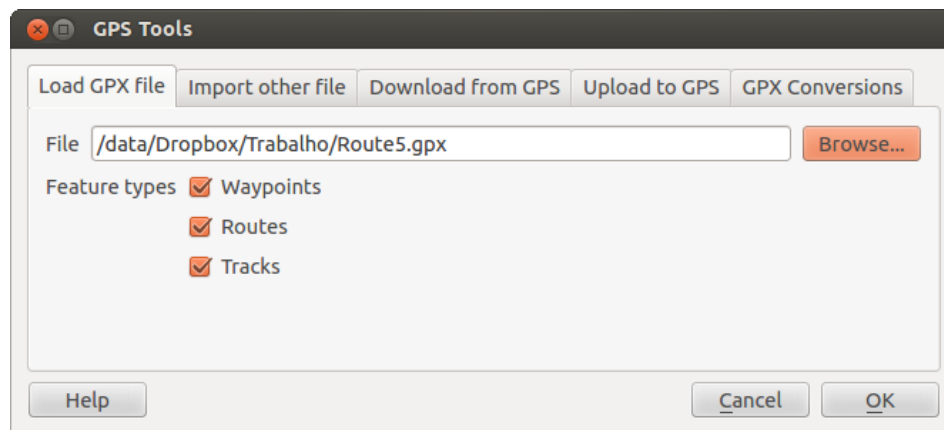 GPS Tools
Load GPX file Import other file Download from GPS Upload to GPS GPX Conversions
File /data/Dropbox/Trabalho/Route5.gpx Browse...
Feature types Waypoints
Routes
Tracks
Help Cancel OK